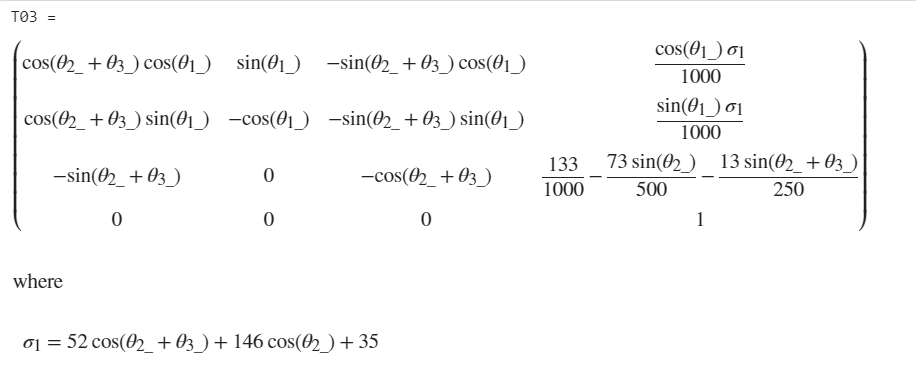 T03 =
cos(θ2_ + θ3_) cos(θ1_) sin(θ1_) −sin(θ2_ + θ3_) cos(θ1_) cos(θ1_) σ1 / 1000
cos(θ2_ + θ3_) sin(θ1_) −cos(θ1_) −sin(θ2_ + θ3_) sin(θ1_) sin(θ1_) σ1 / 1000
−sin(θ2_ + θ3_) 0 −cos(θ2_ + θ3_) 133/1000 − 73 sin(θ2_)/500 − 13 sin(θ2_ + θ3_)/250
0 0 0 1
where
σ1 = 52 cos(θ2_ + θ3_) + 146 cos(θ2_) + 35